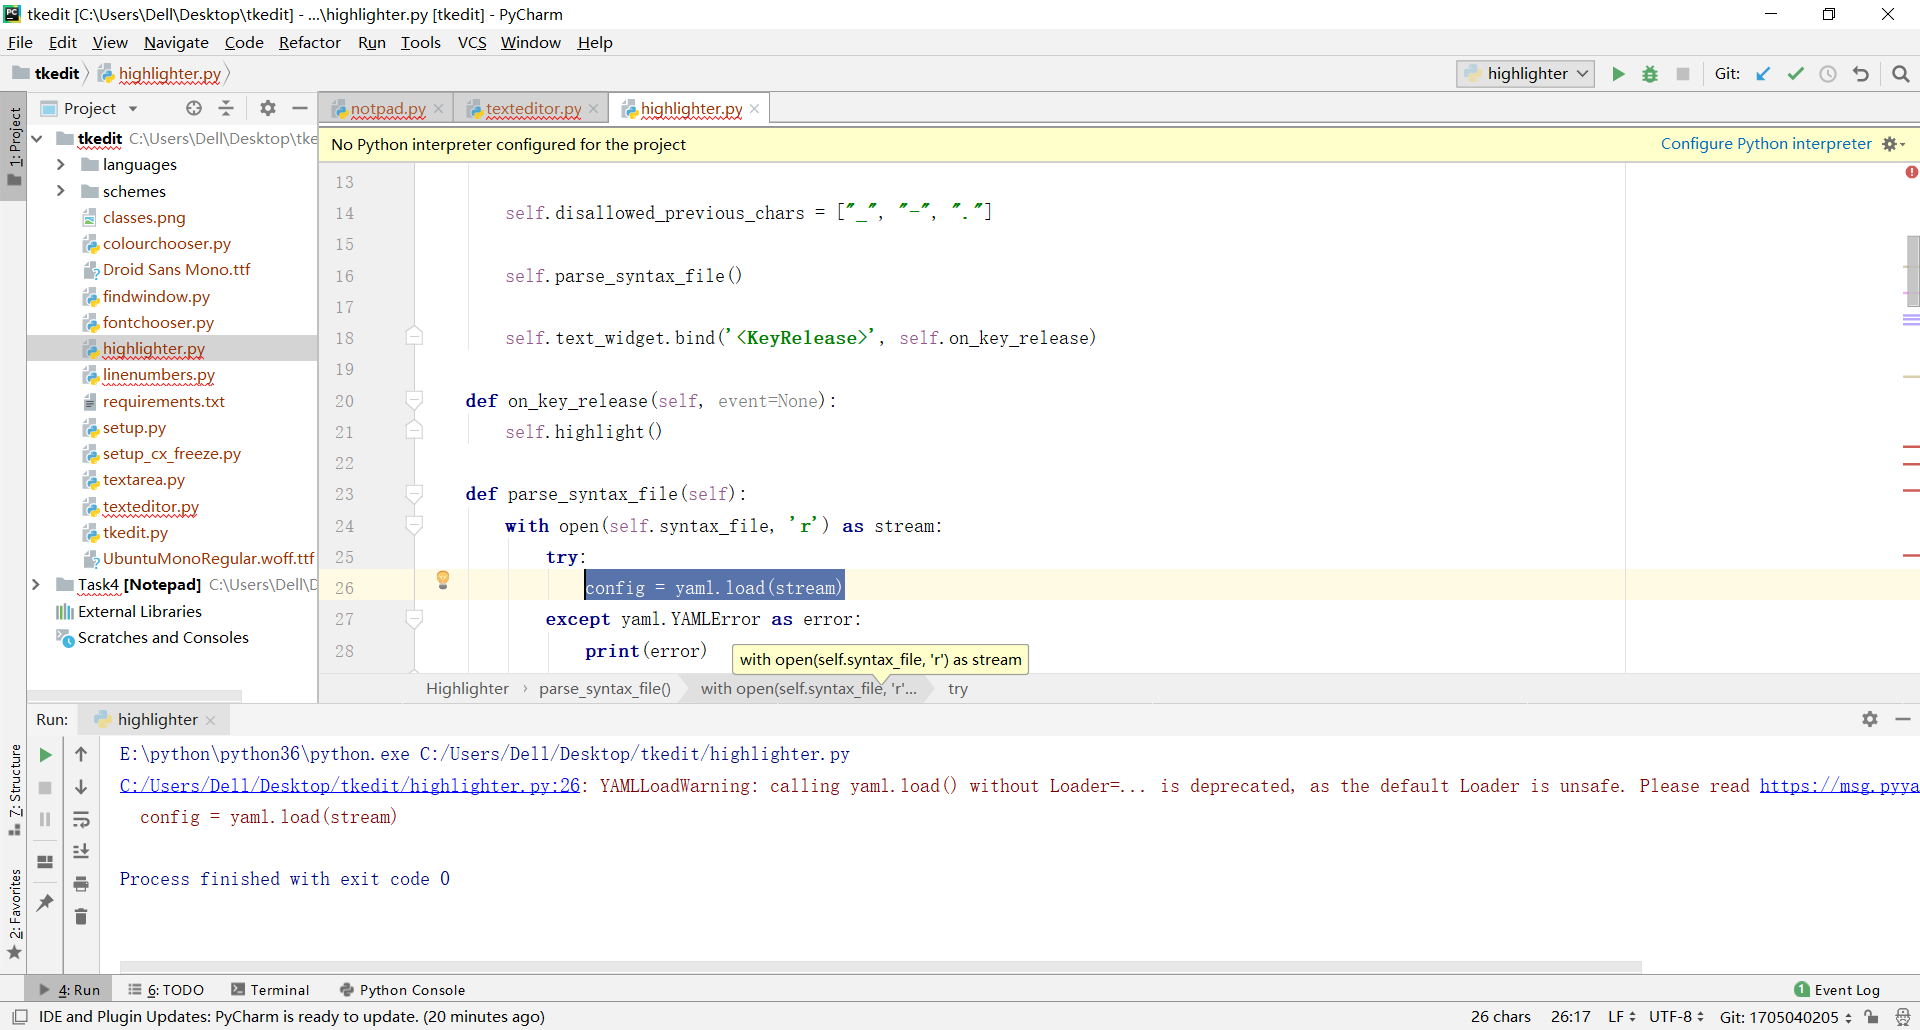 tkedit [C:\Users\Dell\Desktop\tkedit] - ...\highlighter.py [tkedit] - PyCharm
File Edit View Navigate Code Refactor Run Tools VCS Window Help
tkedit highlighter.py
highlighter Git:
Project
notpad.py texteditor.py highlighter.py
1: Project
tkedit C:\Users\Dell\Desktop\tke
languages
schemes
classes.png
colourchooser.py
Droid Sans Mono.ttf
findwindow.py
fontchooser.py
highlighter.py
linenumbers.py
requirements.txt
setup.py
setup_cx_freeze.py
textarea.py
texteditor.py
tkedit.py
UbuntuMonoRegular.woff.ttf
Task4 [Notepad] C:\Users\Dell\D
External Libraries
Scratches and Consoles
No Python interpreter configured for the project Configure Python interpreter
13
14 self.disallowed_previous_chars = ["_", "-", "."]
15
16 self.parse_syntax_file()
17
18 self.text_widget.bind('<KeyRelease>', self.on_key_release)
19
20 def on_key_release(self, event=None):
21 self.highlight()
22
23 def parse_syntax_file(self):
24 with open(self.syntax_file, 'r') as stream:
25 try:
26 config = yaml.load(stream)
27 except yaml.YAMLError as error:
28 print(error)
with open(self.syntax_file, 'r') as stream
Highlighter parse_syntax_file() with open(self.syntax_file, 'r'... try
Run: highlighter
E:\python\python36\python.exe C:/Users/Dell/Desktop/tkedit/highlighter.py
C:/Users/Dell/Desktop/tkedit/highlighter.py:26: YAMLLoadWarning: calling yaml.load() without Loader=... is deprecated, as the default Loader is unsafe. Please read https://msg.pyya
config = yaml.load(stream)
Process finished with exit code 0
7: Structure
2: Favorites
4: Run 6: TODO Terminal Python Console 1 Event Log
IDE and Plugin Updates: PyCharm is ready to update. (20 minutes ago) 26 chars 26:17 LF UTF-8 Git: 1705040205